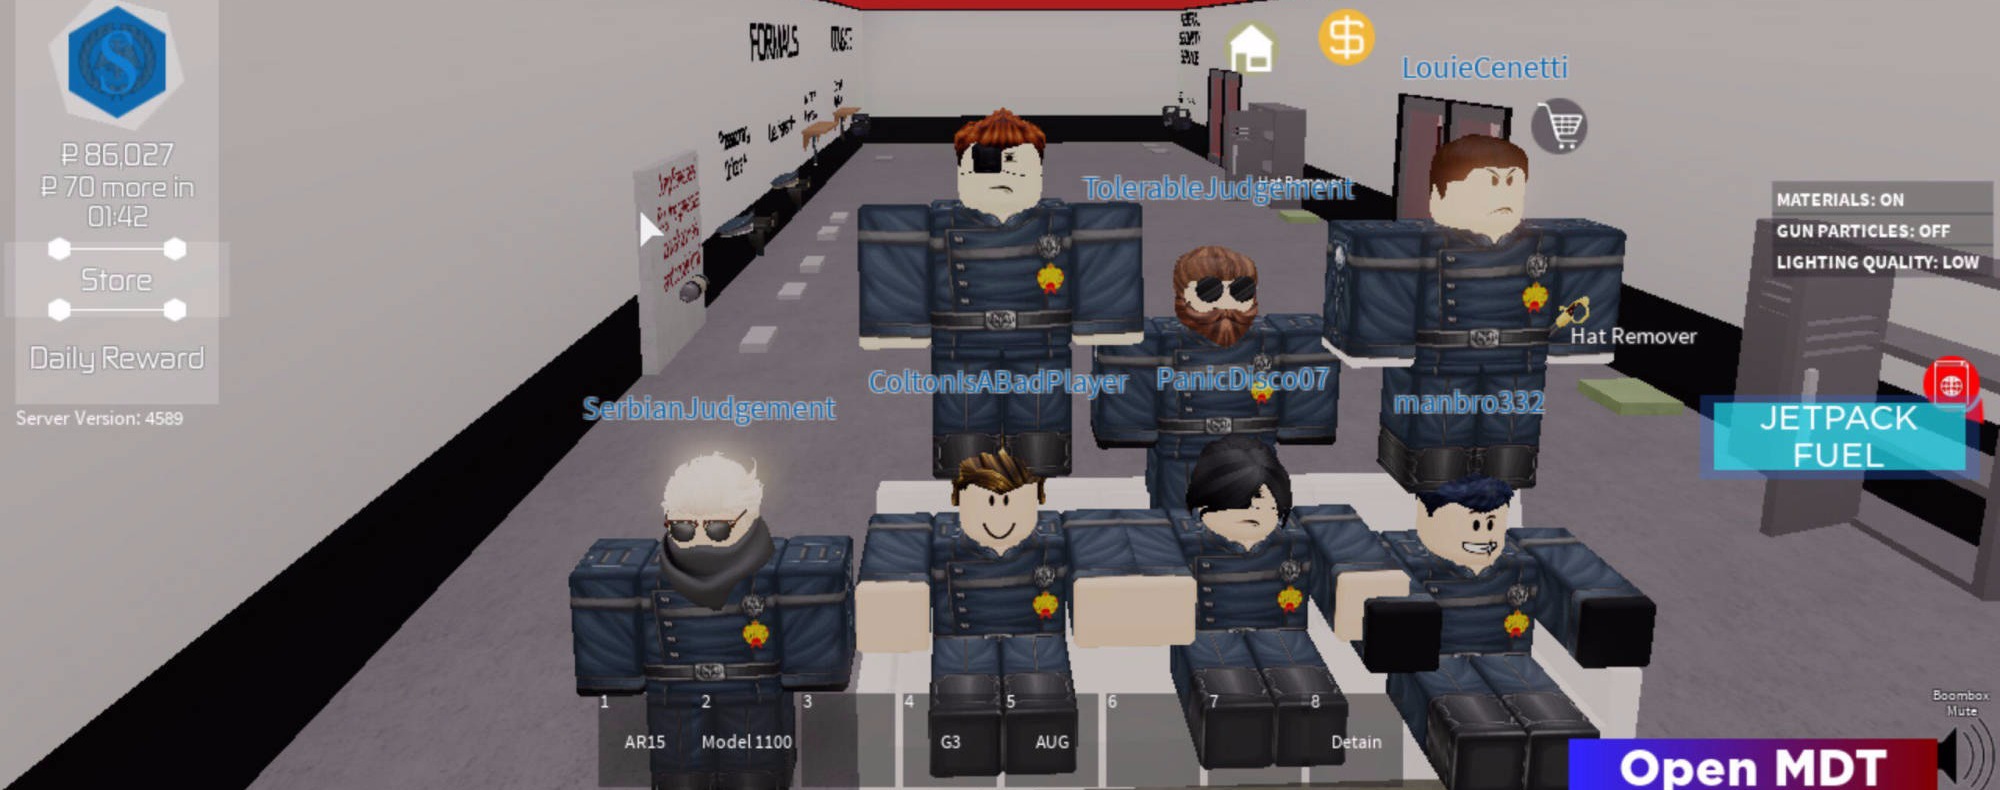 S
₽ 86,027
₽ 70 more in
01:42
Store
Daily Reward
Server Version: 4589
FORMALS
$
LouieCenetti
TolerableJudgement
Hat Remover
MATERIALS: ON
GUN PARTICLES: OFF
LIGHTING QUALITY: LOW
Hat Remover
SerbianJudgement
ColtonIsABadPlayer
PanicDisco07
manbro332
JETPACK
FUEL
1
2
3
4
5
6
7
8
AR15
Model 1100
G3
AUG
Detain
Boombox
Mute
Open MDT